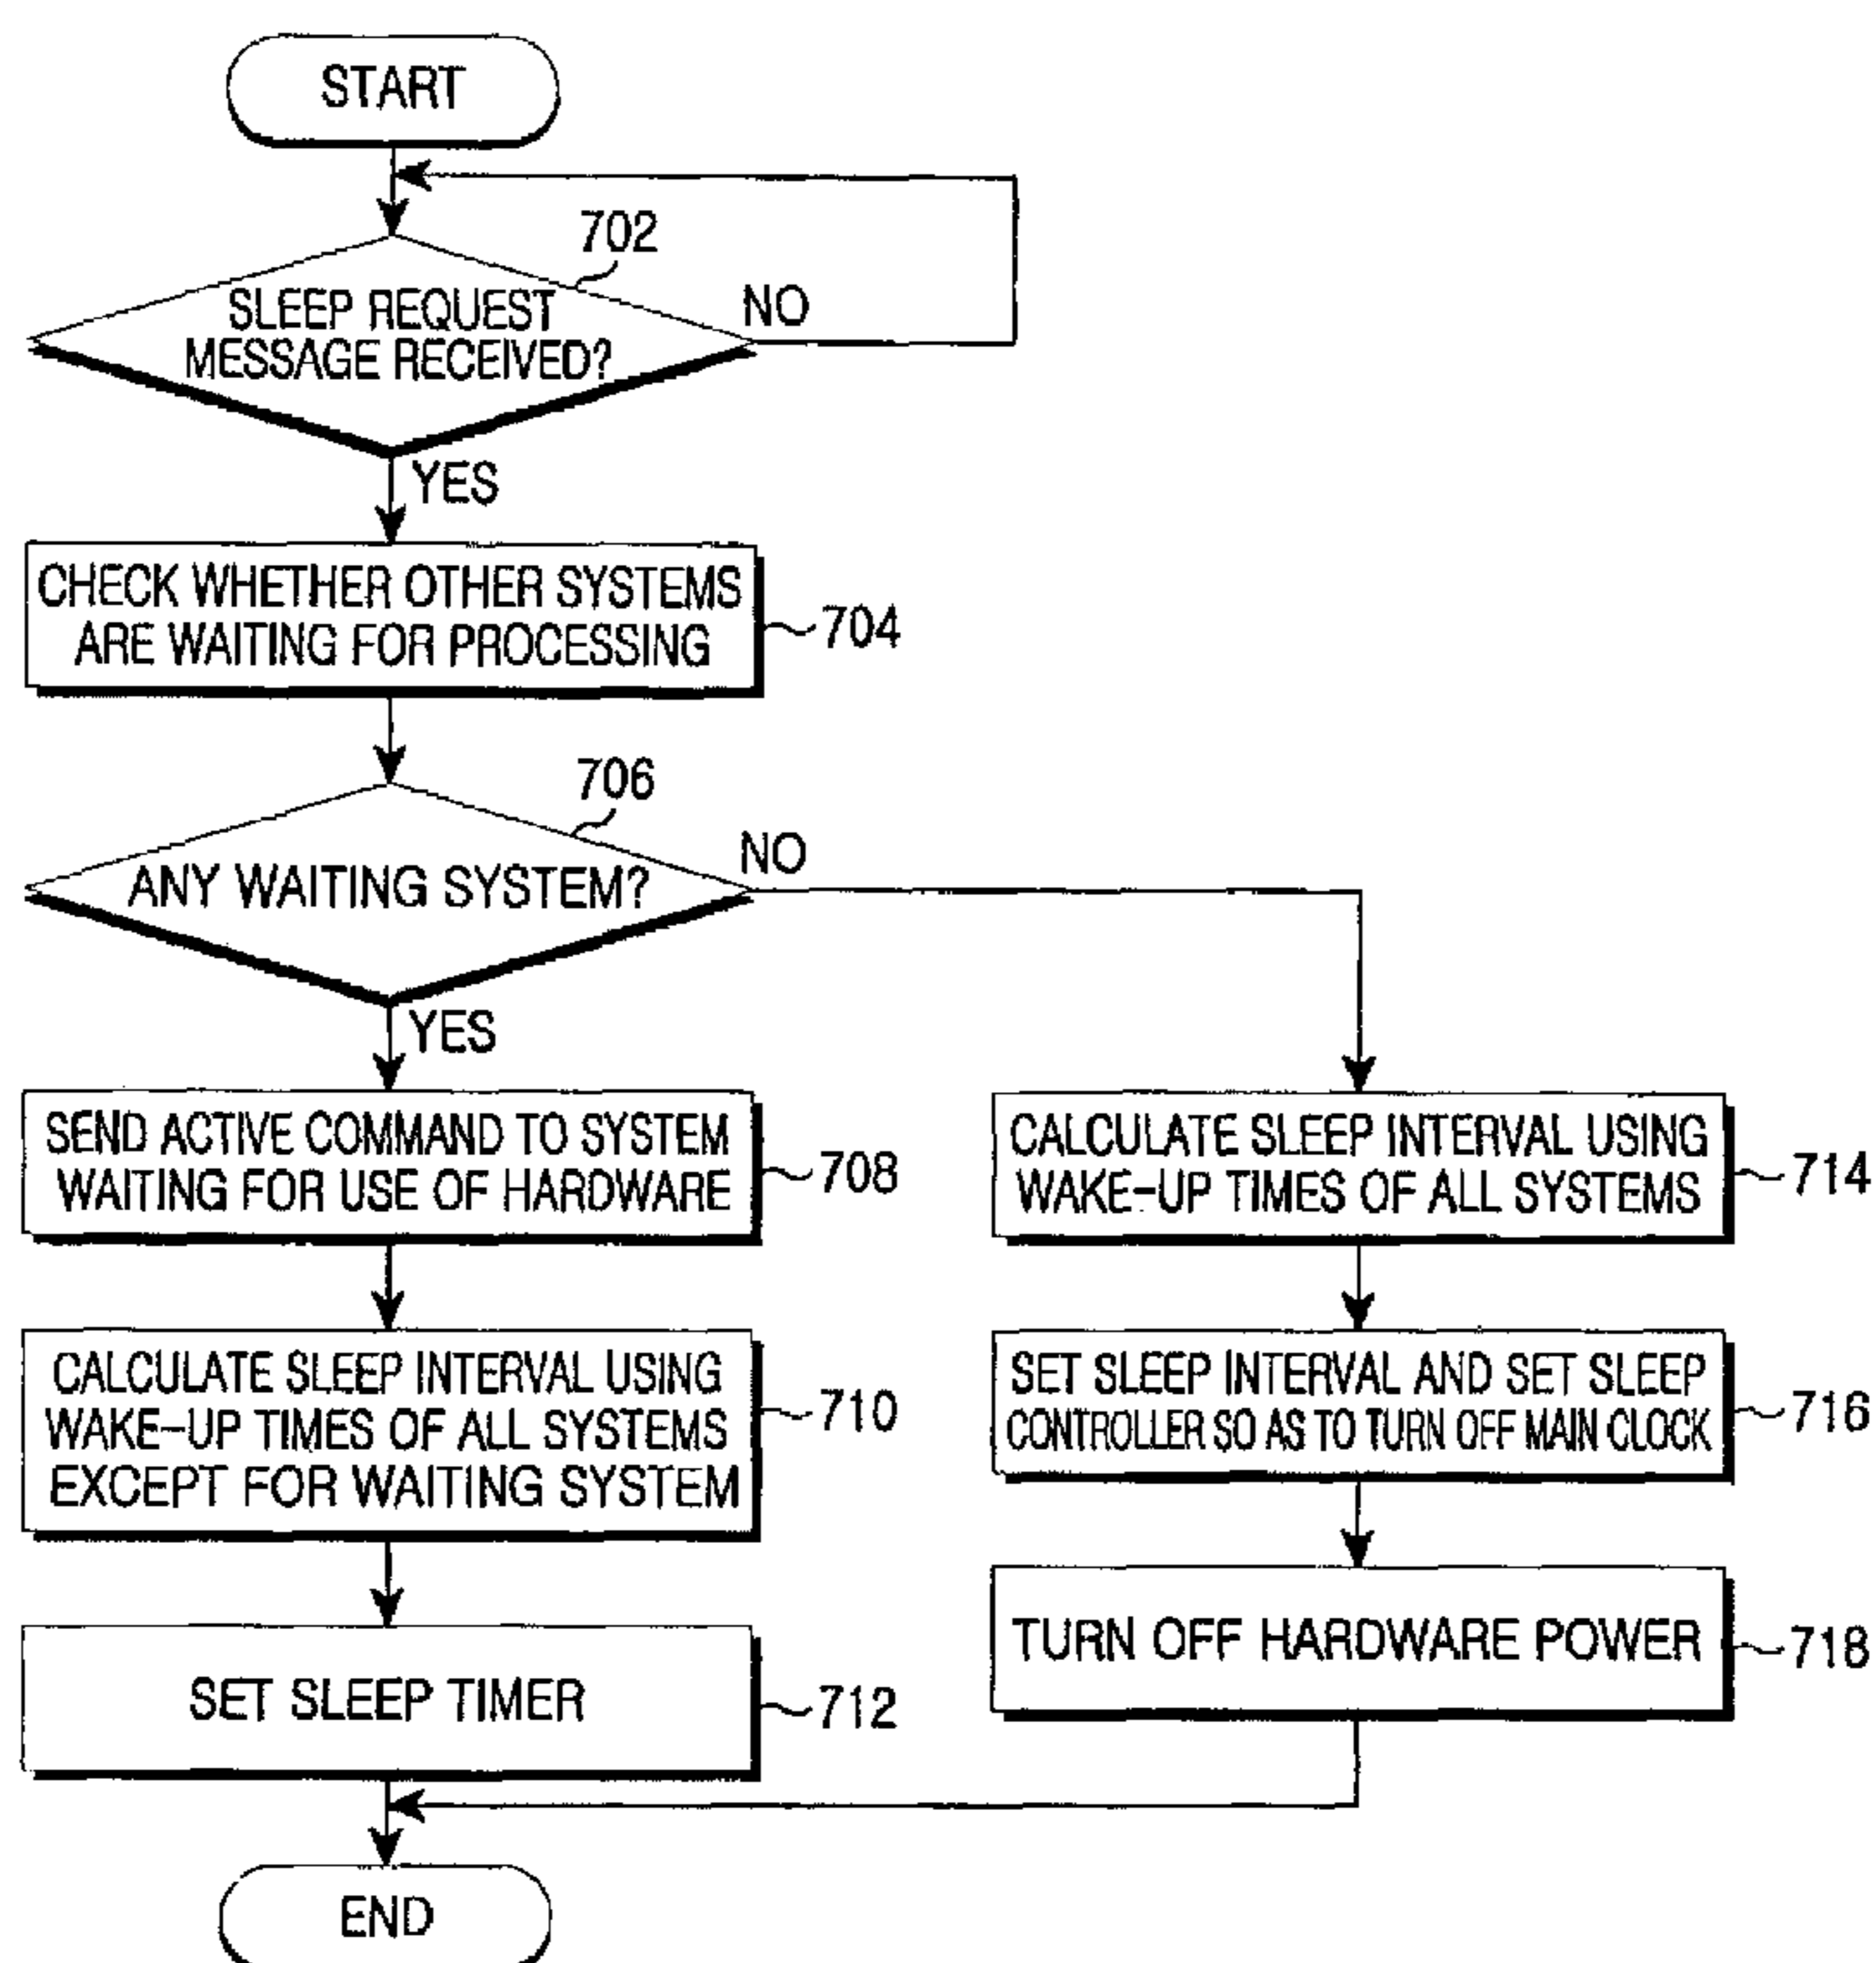 START
702
SLEEP REQUEST
MESSAGE RECEIVED?
NO
YES
CHECK WHETHER OTHER SYSTEMS
ARE WAITING FOR PROCESSING
704
706
ANY WAITING SYSTEM?
NO
YES
SEND ACTIVE COMMAND TO SYSTEM
WAITING FOR USE OF HARDWARE
708
CALCULATE SLEEP INTERVAL USING
WAKE-UP TIMES OF ALL SYSTEMS
EXCEPT FOR WAITING SYSTEM
710
SET SLEEP TIMER
712
CALCULATE SLEEP INTERVAL USING
WAKE-UP TIMES OF ALL SYSTEMS
714
SET SLEEP INTERVAL AND SET SLEEP
CONTROLLER SO AS TO TURN OFF MAIN CLOCK
716
TURN OFF HARDWARE POWER
718
END